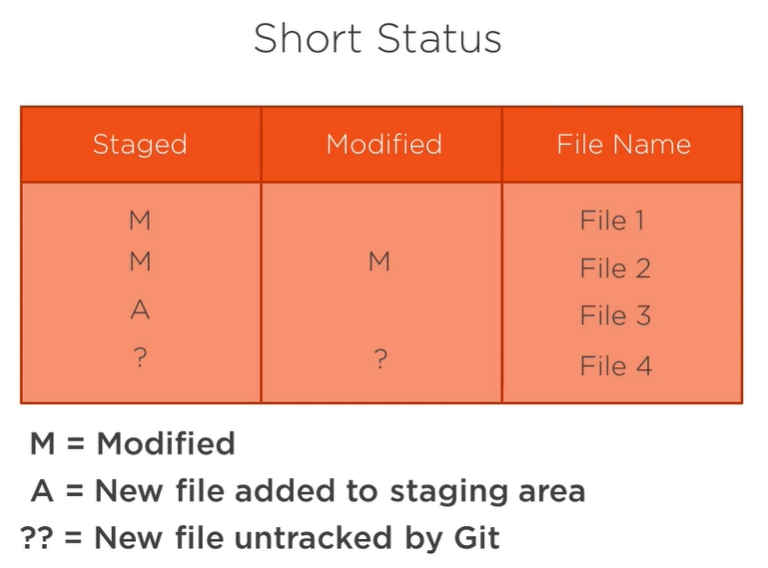 Short Status
Staged Modified File Name
M File 1
M M File 2
A File 3
? ? File 4
M = Modified
A = New file added to staging area
?? = New file untracked by Git